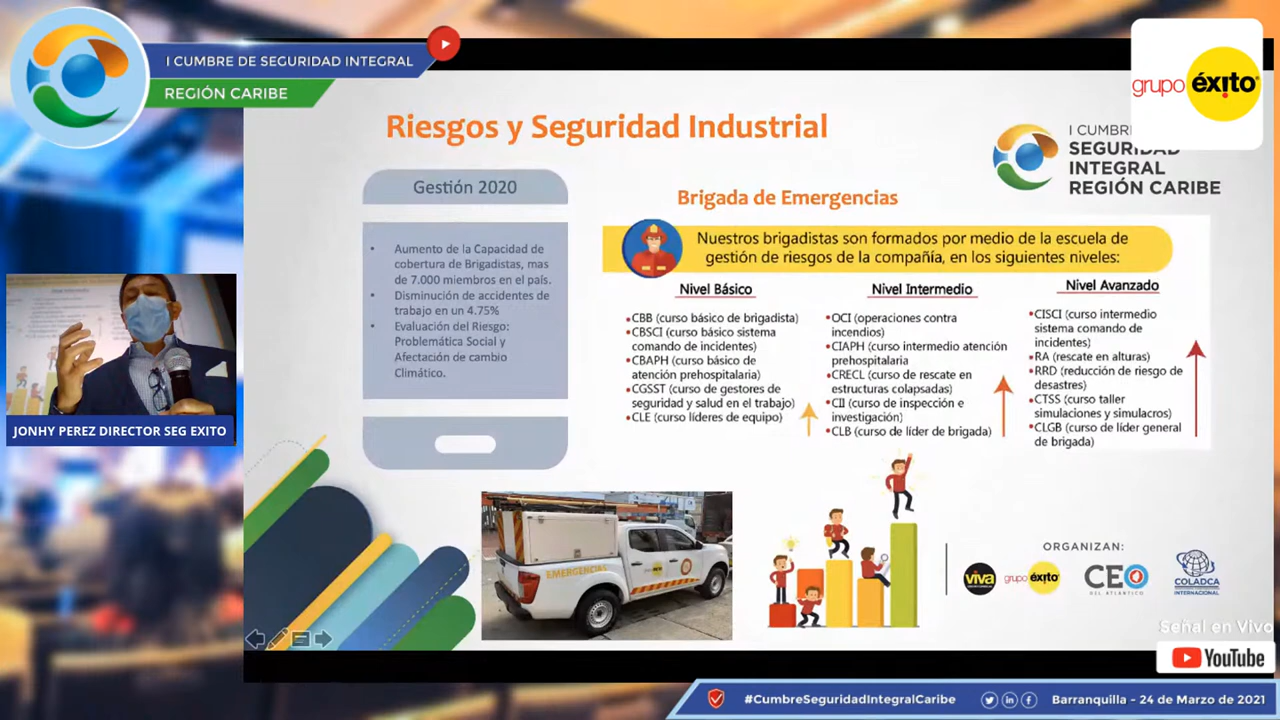 I CUMBRE DE SEGURIDAD INTEGRAL
REGIÓN CARIBE
grupo éxito
Riesgos y Seguridad Industrial
I CUMBRE
SEGURIDAD
INTEGRAL
REGIÓN CARIBE
Gestión 2020
• Aumento de la Capacidad de
cobertura de Brigadistas, mas
de 7.000 miembros en el país.
• Disminución de accidentes de
trabajo en un 4.75%
• Evaluación del Riesgo:
Problemática Social y
Afectación de cambio
Climático.
Brigada de Emergencias
Nuestros brigadistas son formados por medio de la escuela de
gestión de riesgos de la compañía, en los siguientes niveles:
Nivel Básico
•CBB (curso básico de brigadista)
•CBSCI (curso básico sistema
comando de incidentes)
•CBAPH (curso básico de
atención prehospitalaria)
•CGSST (curso de gestores de
seguridad y salud en el trabajo)
•CLE (curso líderes de equipo)
Nivel Intermedio
•OCI (operaciones contra
incendios)
•CIAPH (curso intermedio atención
prehospitalaria
•CRECL (curso de rescate en
estructuras colapsadas)
•CII (curso de inspección e
investigación)
•CLB (curso de líder de brigada)
Nivel Avanzado
•CISCI (curso intermedio
sistema comando de
incidentes)
•RA (rescate en alturas)
•RRD (reducción de riesgo de
desastres)
•CTSS (curso taller
simulaciones y simulacros)
•CLGB (curso de líder general
de brigada)
JONHY PEREZ DIRECTOR SEG EXITO
EMERGENCIAS
ORGANIZAN:
viva
grupo éxito
CEO
DEL ATLÁNTICO
COLADCA
INTERNACIONAL
Señal en Vivo
YouTube
#CumbreSeguridadIntegralCaribe
Barranquilla - 24 de Marzo de 2021